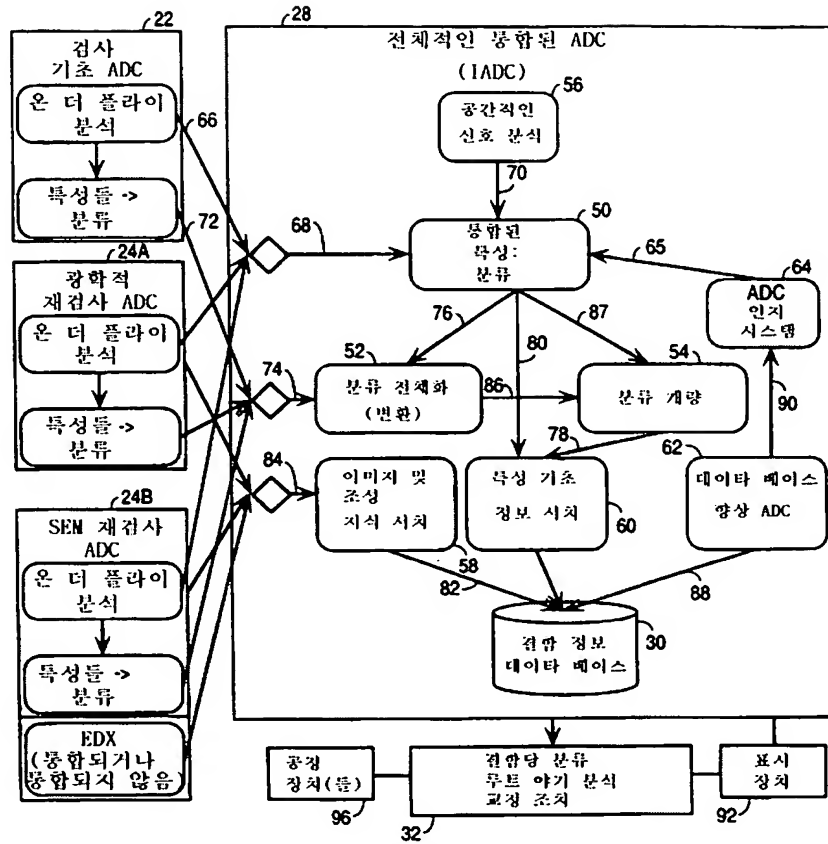 22
검사
기초 ADC
온 더 플라이
분석
66
특성들 ->
분류
72
24A
광학적
재검사 ADC
온 더 플라이
분석
특성들 ->
분류
24B
SEM 재검사
ADC
온 더 플라이
분석
특성들 ->
분류
EDX
(통합되거나
통합되지 않음)
28
전체적인 통합된 ADC
(IADC)
56
공간적인
신호 분석
70
50
68
통합된
특성:
분류
65
64
ADC
인지
시스템
76
80
87
52
74
분류 전체화
(변환)
86
54
분류 개량
90
78
84
이미지 및
조성
지식 서치
58
특성 기초
정보 서치
60
62
데이타 베이스
향상 ADC
82
88
30
결함 정보
데이타 베이스
공정
장치(들)
96
결함당 분류
루트 야기 분석
교정 조치
32
표시
장치
92